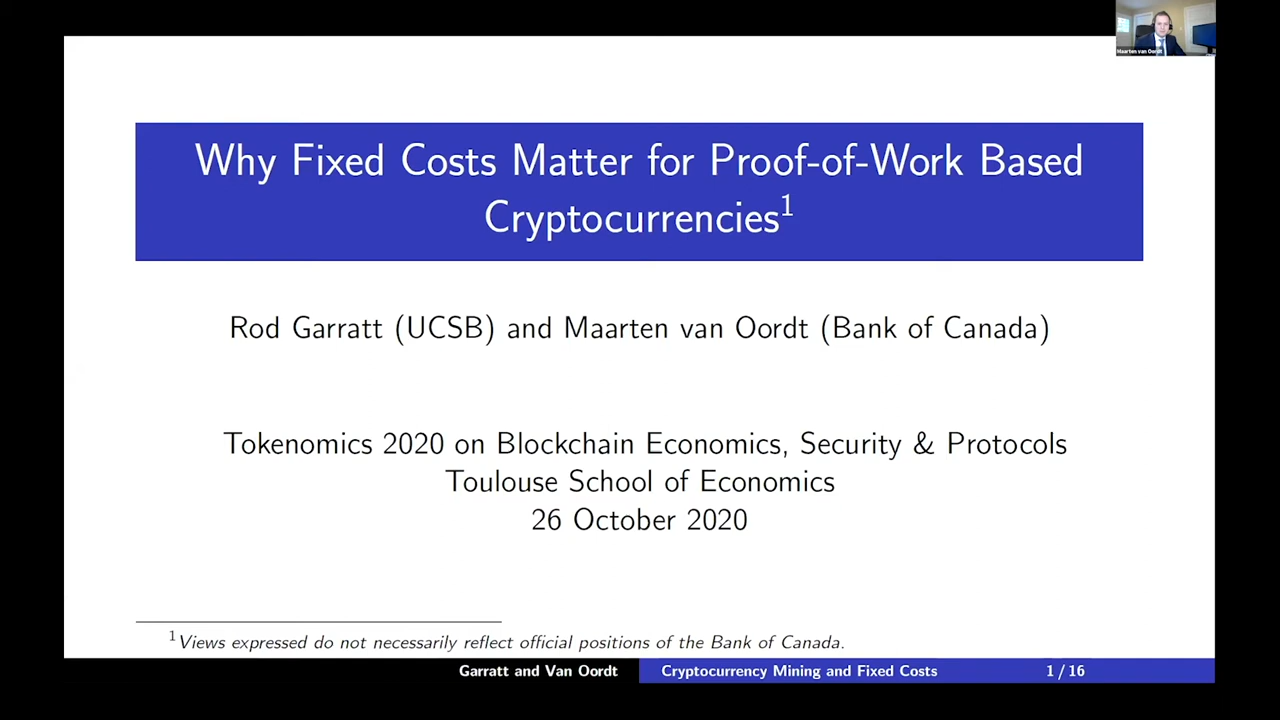 Maarten van Oordt
Why Fixed Costs Matter for Proof-of-Work Based
Cryptocurrencies¹
Rod Garratt (UCSB) and Maarten van Oordt (Bank of Canada)
Tokenomics 2020 on Blockchain Economics, Security & Protocols
Toulouse School of Economics
26 October 2020
¹Views expressed do not necessarily reflect official positions of the Bank of Canada.
Garratt and Van Oordt Cryptocurrency Mining and Fixed Costs 1 / 16